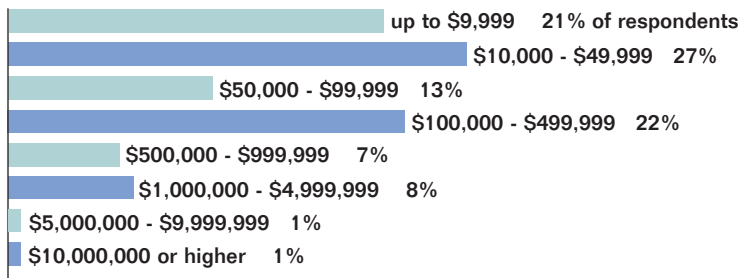 up to $9,999 21% of respondents
$10,000 - $49,999 27%
$50,000 - $99,999 13%
$100,000 - $499,999 22%
$500,000 - $999,999 7%
$1,000,000 - $4,999,999 8%
$5,000,000 - $9,999,999 1%
$10,000,000 or higher 1%